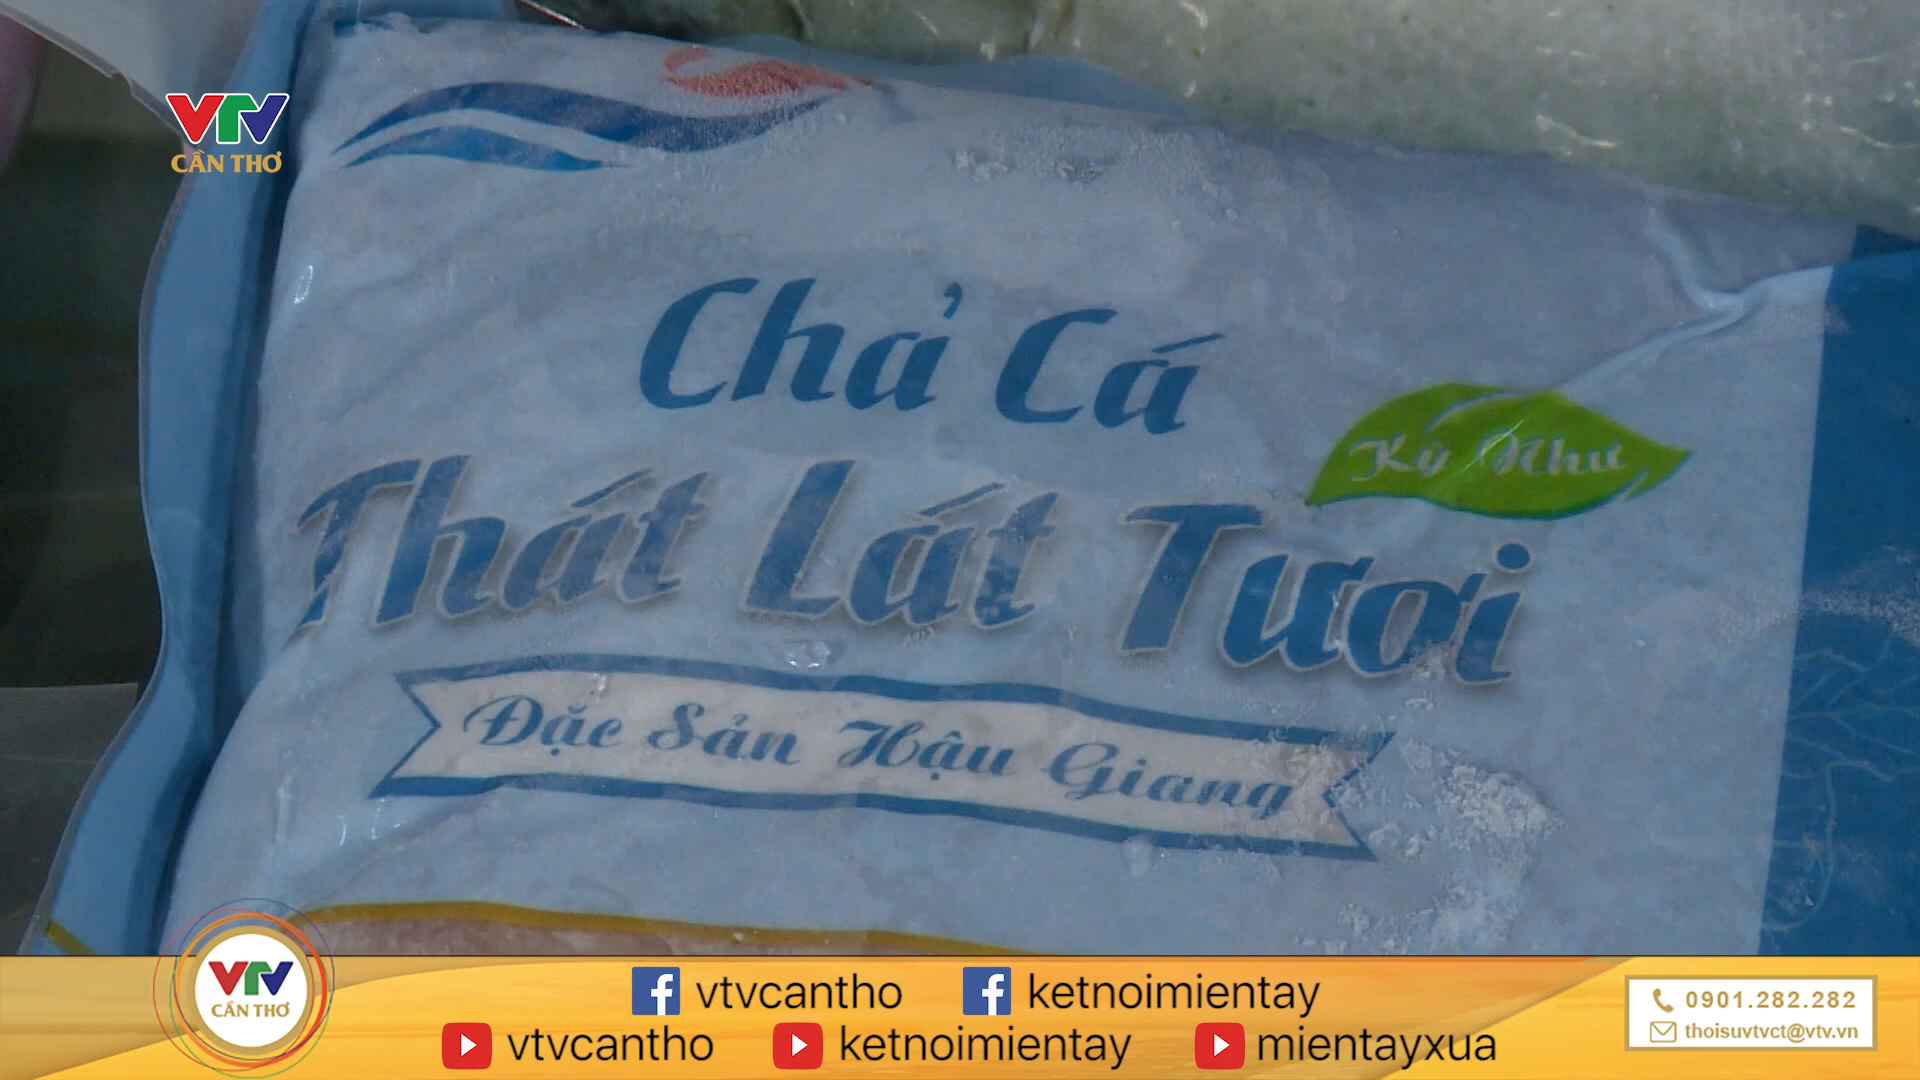 VTV
CẦN THƠ
Chả Cá
Kỳ Như
Thát Lát Tươi
Đặc Sản Hậu Giang
VTV
CẦN THƠ
vtvcantho ketnoimientay
vtvcantho ketnoimientay mientayxua
0901.282.282
thoisuvtvct@vtv.vn